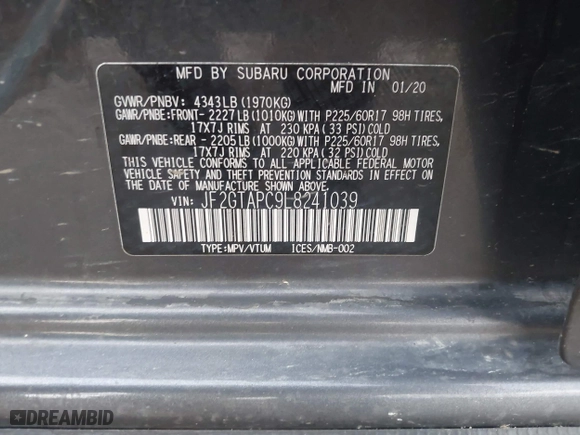 MFD BY SUBARU CORPORATION
GVWR/PNBV: 4343LB(1970KG) IN 01/20
GAWR/PNBE:FRONT- 2227LB(1010KG)WITH P225/60R17 98H TIRES,
17X7J RIMS AT 230 KPA(33 PSI)COLD
GAWR/PNBE:REAR - 2205LB(1000KG)WITH P225/60R17 98H TIRES,
17X7J RIMS AT 220 KPA(32 PSI)COLD
THIS VEHICLE CONFORMS TO ALL APPLICABLE FEDERAL MOTOR
VEHICLE SAFETY AND THEFT PREVENTION STANDARDS IN EFFECT
ON THE DATE OF MANUFACTURE SHOWN ABOVE.
VIN: JF2GTAPC9L8241039
TYPE:MPV/VTUM ICES/NMB-002
DREAMBID